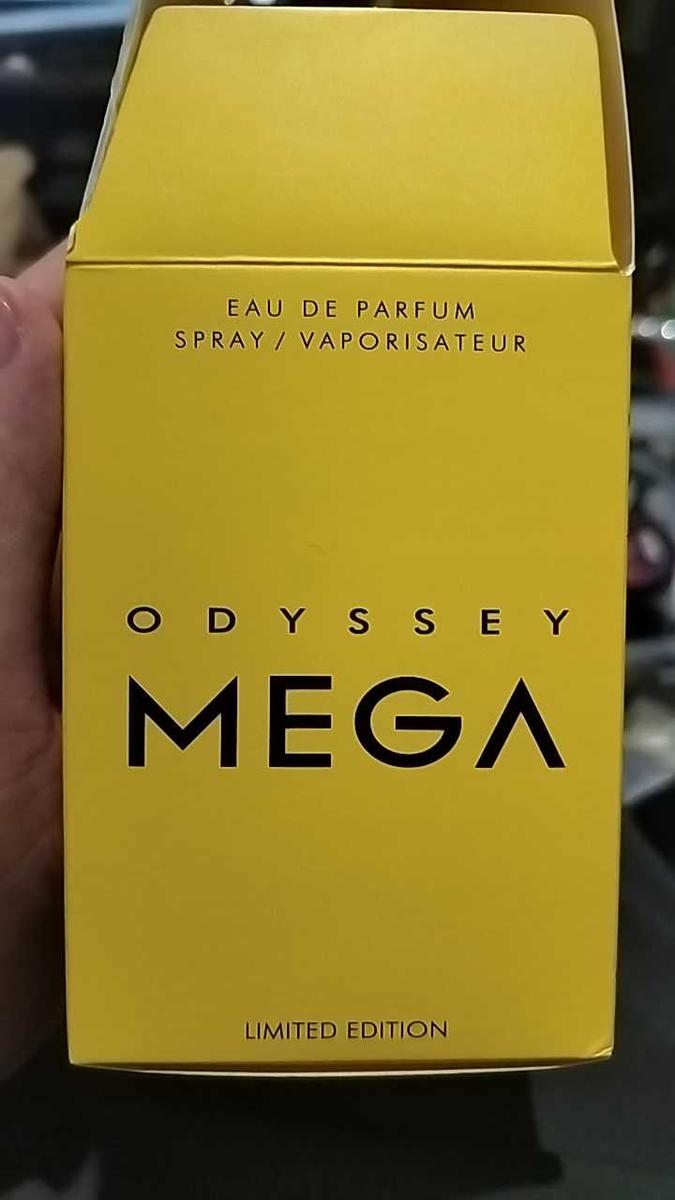 EAU DE PARFUM
SPRAY / VAPORISATEUR
ODYSSEY
MEGA
LIMITED EDITION